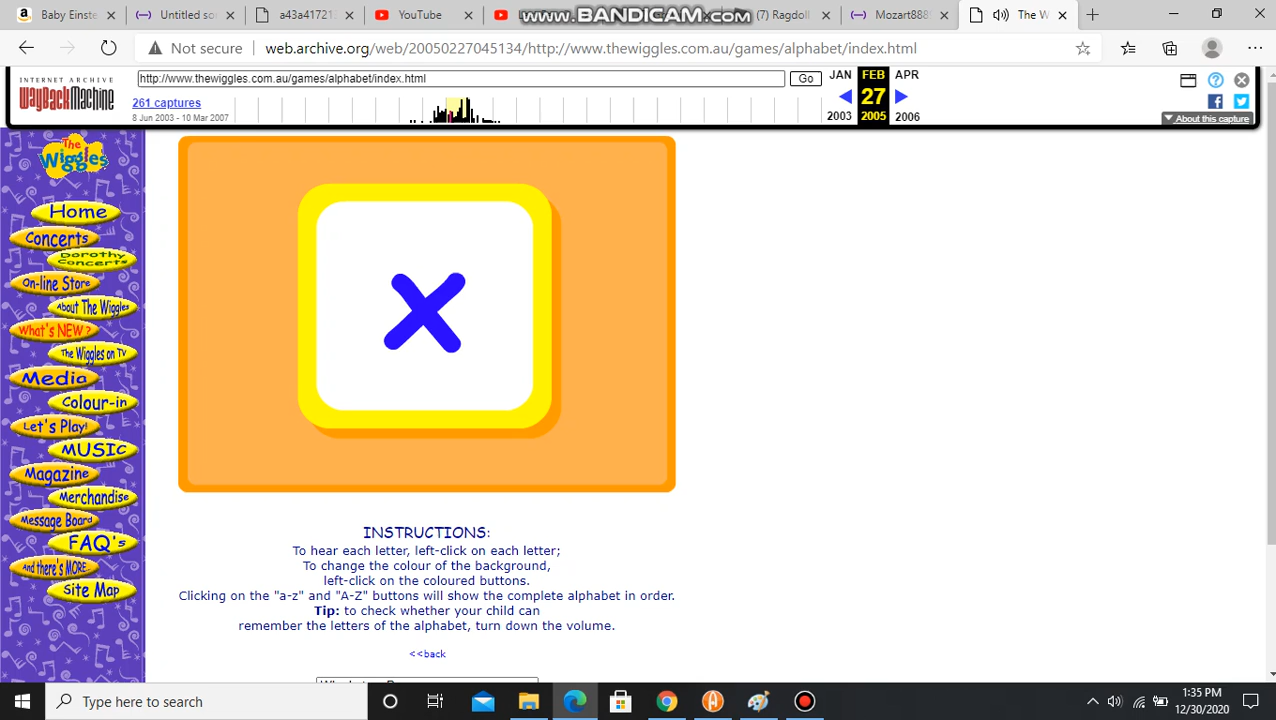 Baby Einst
Untitled so
a43a41721
YouTube
www.BANDICAM.com
(7) Ragdoll
Mozart888
The W
Not secure
web.archive.org/web/20050227045134/http://www.thewiggles.com.au/games/alphabet/index.html
INTERNET ARCHIVE
WayBackMachine
http://www.thewiggles.com.au/games/alphabet/index.html
Go
JAN FEB APR
261 captures
27
8 Jun 2003 - 10 Mar 2007
2003 2005 2006
About this capture
The Wiggles
Home
Concerts
Dorothy Concerts
On-line Store
About The Wiggles
What's NEW ?
The Wiggles on TV
Media
Colour-in
Let's Play!
MUSIC
Magazine
Merchandise
Message Board
FAQ's
And there's MORE...
Site Map
x
INSTRUCTIONS:
To hear each letter, left-click on each letter;
To change the colour of the background,
left-click on the coloured buttons.
Clicking on the "a-z" and "A-Z" buttons will show the complete alphabet in order.
Tip: to check whether your child can
remember the letters of the alphabet, turn down the volume.
<<back
Type here to search
1:35 PM
12/30/2020